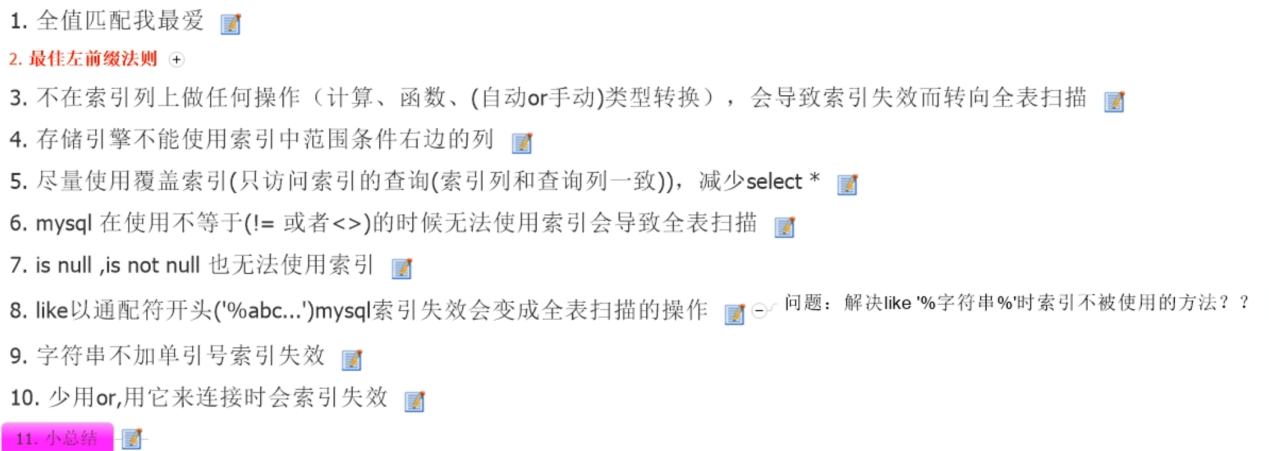 1. 全值匹配我最爱
2. 最佳左前缀法则
3. 不在索引列上做任何操作（计算、函数、(自动or手动)类型转换），会导致索引失效而转向全表扫描
4. 存储引擎不能使用索引中范围条件右边的列
5. 尽量使用覆盖索引(只访问索引的查询(索引列和查询列一致))，减少select *
6. mysql 在使用不等于(!= 或者<>)的时候无法使用索引会导致全表扫描
7. is null ,is not null 也无法使用索引
8. like以通配符开头('%abc...')mysql索引失效会变成全表扫描的操作 问题：解决like '%字符串%'时索引不被使用的方法？？
9. 字符串不加单引号索引失效
10. 少用or,用它来连接时会索引失效
11. 小总结